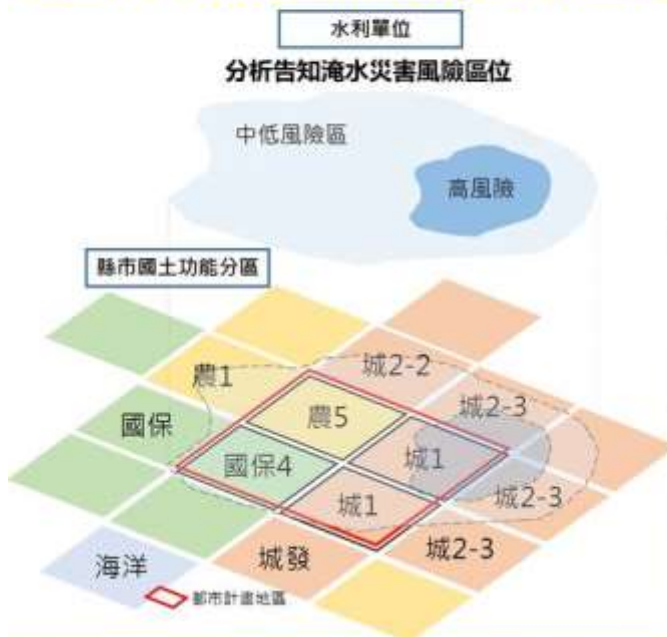 水利單位
分析告知淹水災害風險區位
中低風險區
高風險
縣市國土功能分區
農1
城2-2
國保
農5
城2-3
國保4
城1
城1
城2-3
海洋
城發
城2-3
都市計畫地區